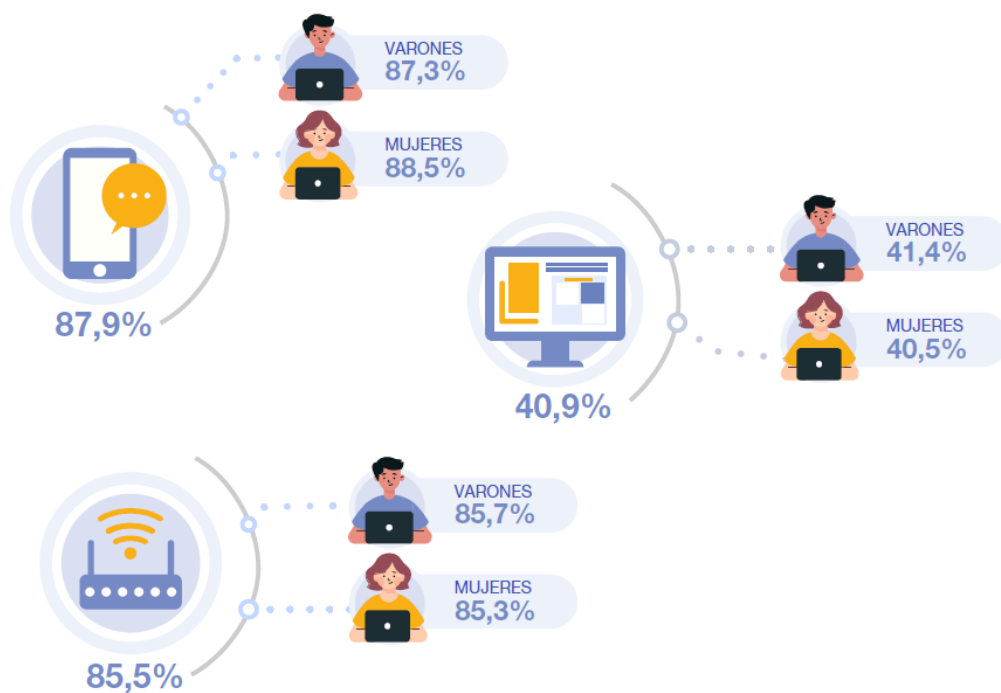 VARONES
87,3%
MUJERES
88,5%
87,9%
VARONES
41,4%
MUJERES
40,5%
40,9%
VARONES
85,7%
MUJERES
85,3%
85,5%